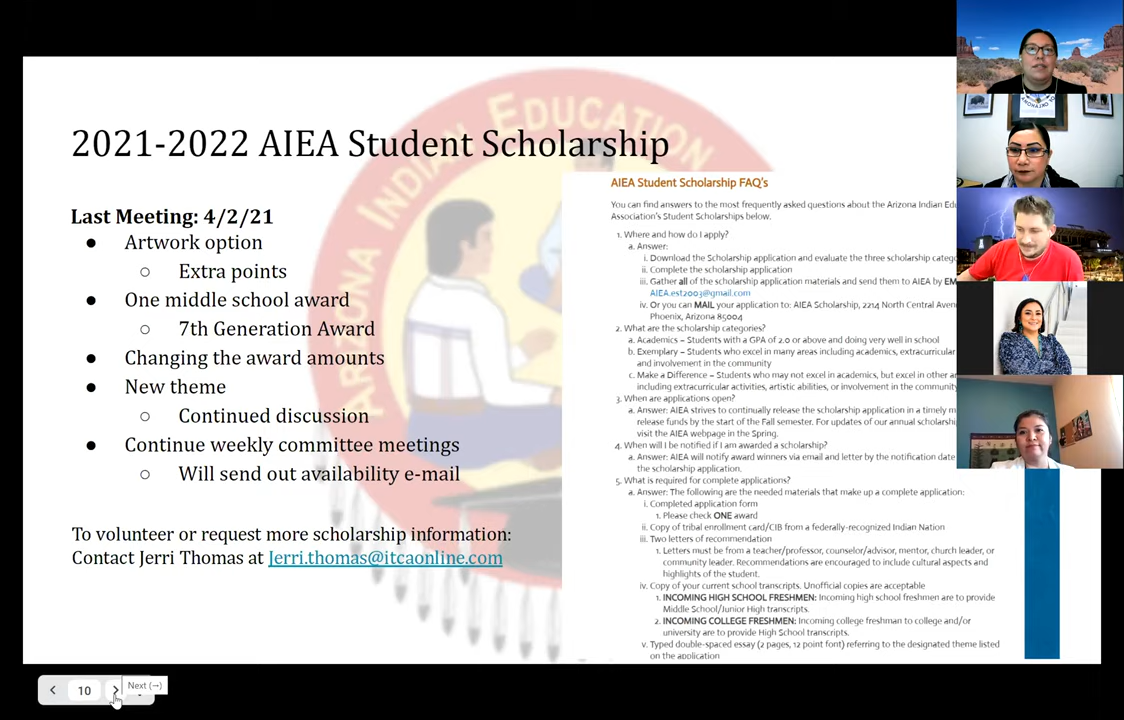 2021-2022 AIEA Student Scholarship
ARIZONA INDIAN EDUCATION
Last Meeting: 4/2/21
● Artwork option
○ Extra points
● One middle school award
○ 7th Generation Award
● Changing the award amounts
● New theme
○ Continued discussion
● Continue weekly committee meetings
○ Will send out availability e-mail
To volunteer or request more scholarship information:
Contact Jerri Thomas at Jerri.thomas@itcaonline.com
AIEA Student Scholarship FAQ's
You can find answers to the most frequently asked questions about the Arizona Indian Edu
Association's Student Scholarships below.
1. Where and how do I apply?
a. Answer:
i. Download the Scholarship application and evaluate the three scholarship catego
ii. Complete the scholarship application
iii. Gather all of the scholarship application materials and send them to AIEA by EM
AIEA.est2003@gmail.com
iv. Or you can MAIL your application to: AIEA Scholarship, 2214 North Central Aven
Phoenix, Arizona 85004
2. What are the scholarship categories?
a. Academics – Students with a GPA of 2.0 or above and doing very well in school
b. Exemplary – Students who excel in many areas including academics, extracurricular
and involvement in the community
c. Make a Difference – Students who may not excel in academics, but excel in other ar
including extracurricular activities, artistic abilities, or involvement in the community
3. When are applications open?
a. Answer: AIEA strives to continually release the scholarship application in a timely m
release funds by the start of the Fall semester. For updates of our annual scholarsh
visit the AIEA webpage in the Spring.
4. When will I be notified if I am awarded a scholarship?
a. Answer: AIEA will notify award winners via email and letter by the notification date
the scholarship application.
5. What is required for complete applications?
a. Answer: The following are the needed materials that make up a complete application:
i. Completed application form
1. Please check ONE award
ii. Copy of tribal enrollment card/CIB from a federally-recognized Indian Nation
iii. Two letters of recommendation
1. Letters must be from a teacher/professor, counselor/advisor, mentor, church leader, or
community leader. Recommendations are encouraged to include cultural aspects and
highlights of the student.
iv. Copy of your current school transcripts. Unofficial copies are acceptable
1. INCOMING HIGH SCHOOL FRESHMEN: Incoming high school freshmen are to provide
Middle School/Junior High transcripts.
2. INCOMING COLLEGE FRESHMEN: Incoming college freshman to college and/or
university are to provide High School transcripts.
v. Typed double-spaced essay (2 pages, 12 point font) referring to the designated theme listed
on the application
10
Next (→)